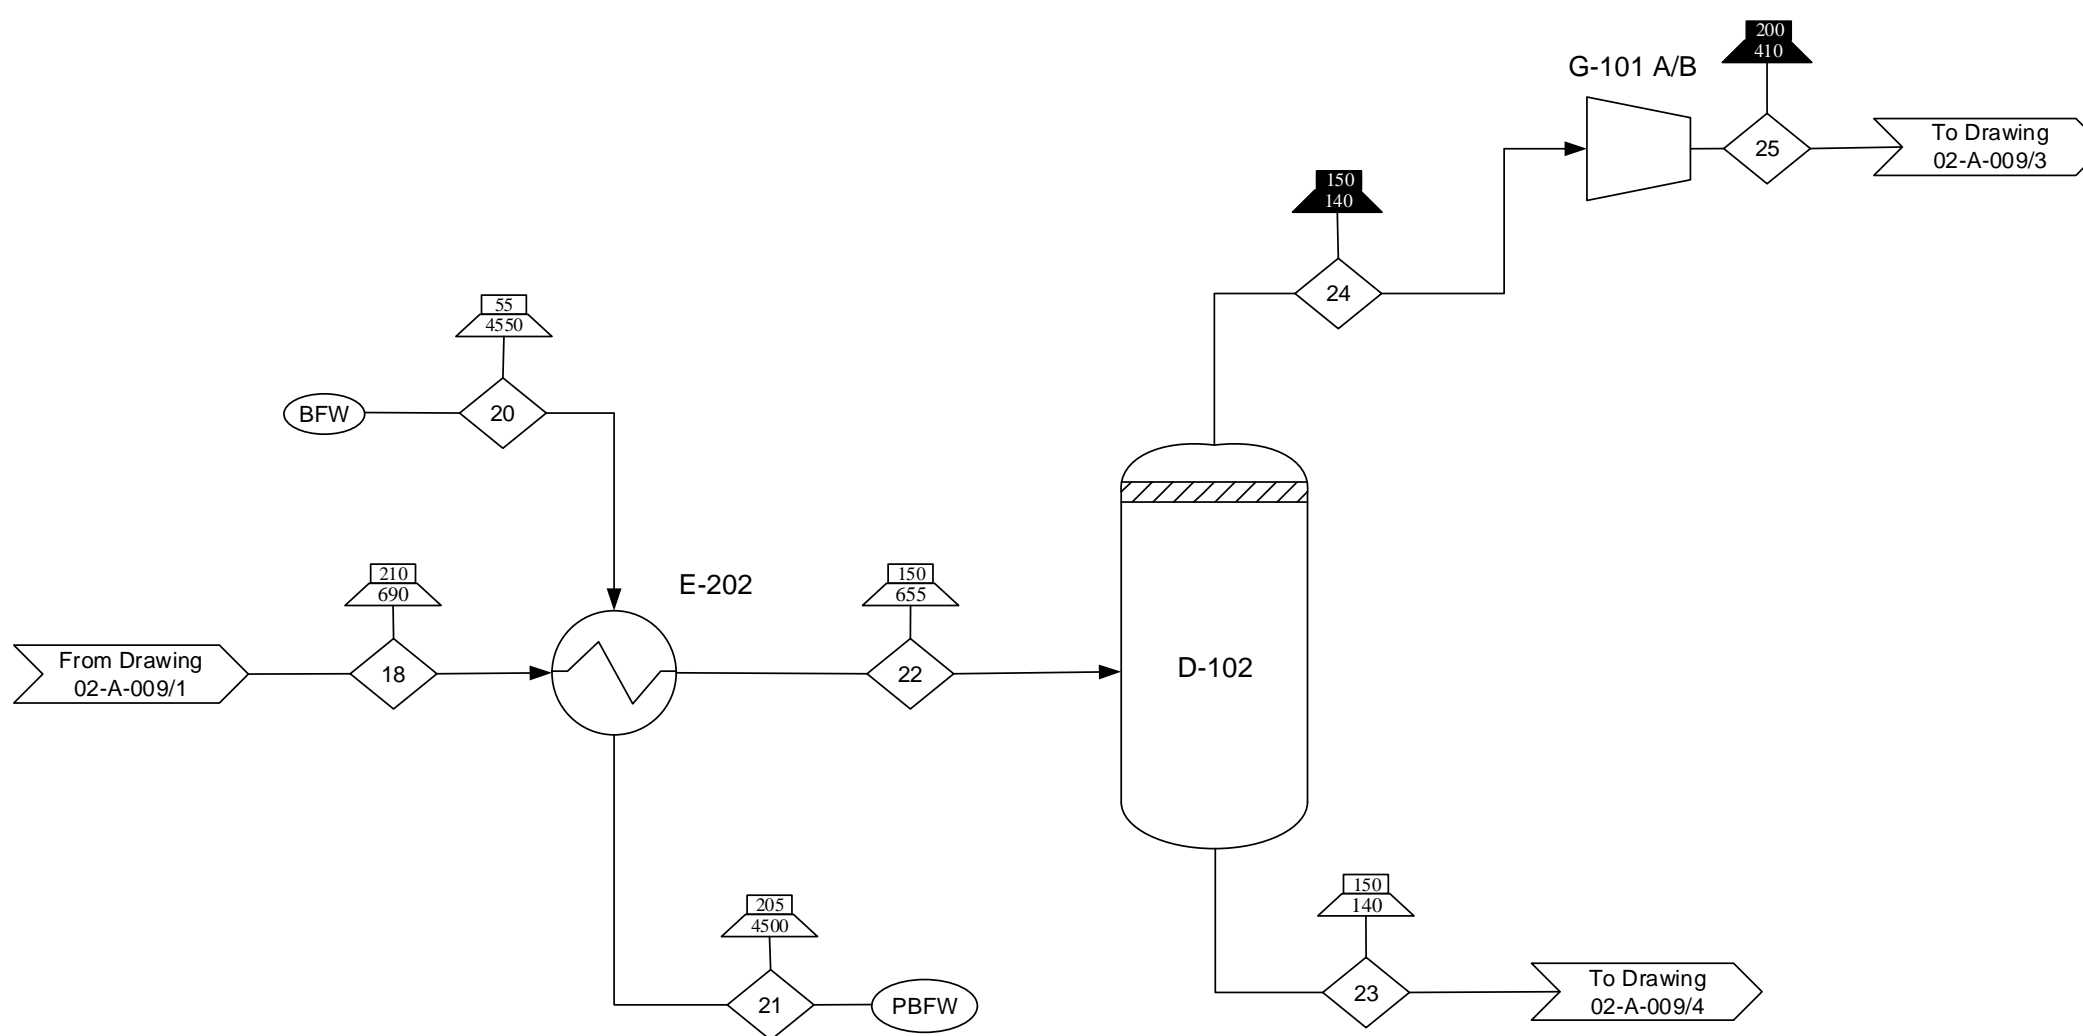 200
410
G-101 A/B
25
To Drawing
02-A-009/3
150
140
24
55
4550
BFW
20
210
690
E-202
150
655
From Drawing
02-A-009/1
18
22
D-102
205
4500
21
PBFW
150
140
23
To Drawing
02-A-009/4